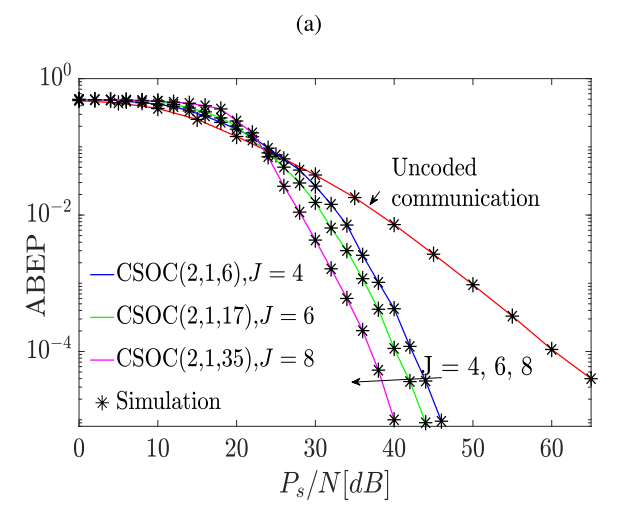 (a)
10^0
10^-2
10^-4
ABEP
Uncoded
communication
CSOC(2,1,6),J = 4
CSOC(2,1,17),J = 6
CSOC(2,1,35),J = 8
Simulation
J = 4, 6, 8
0 10 20 30 40 50 60
P_s/N[dB]